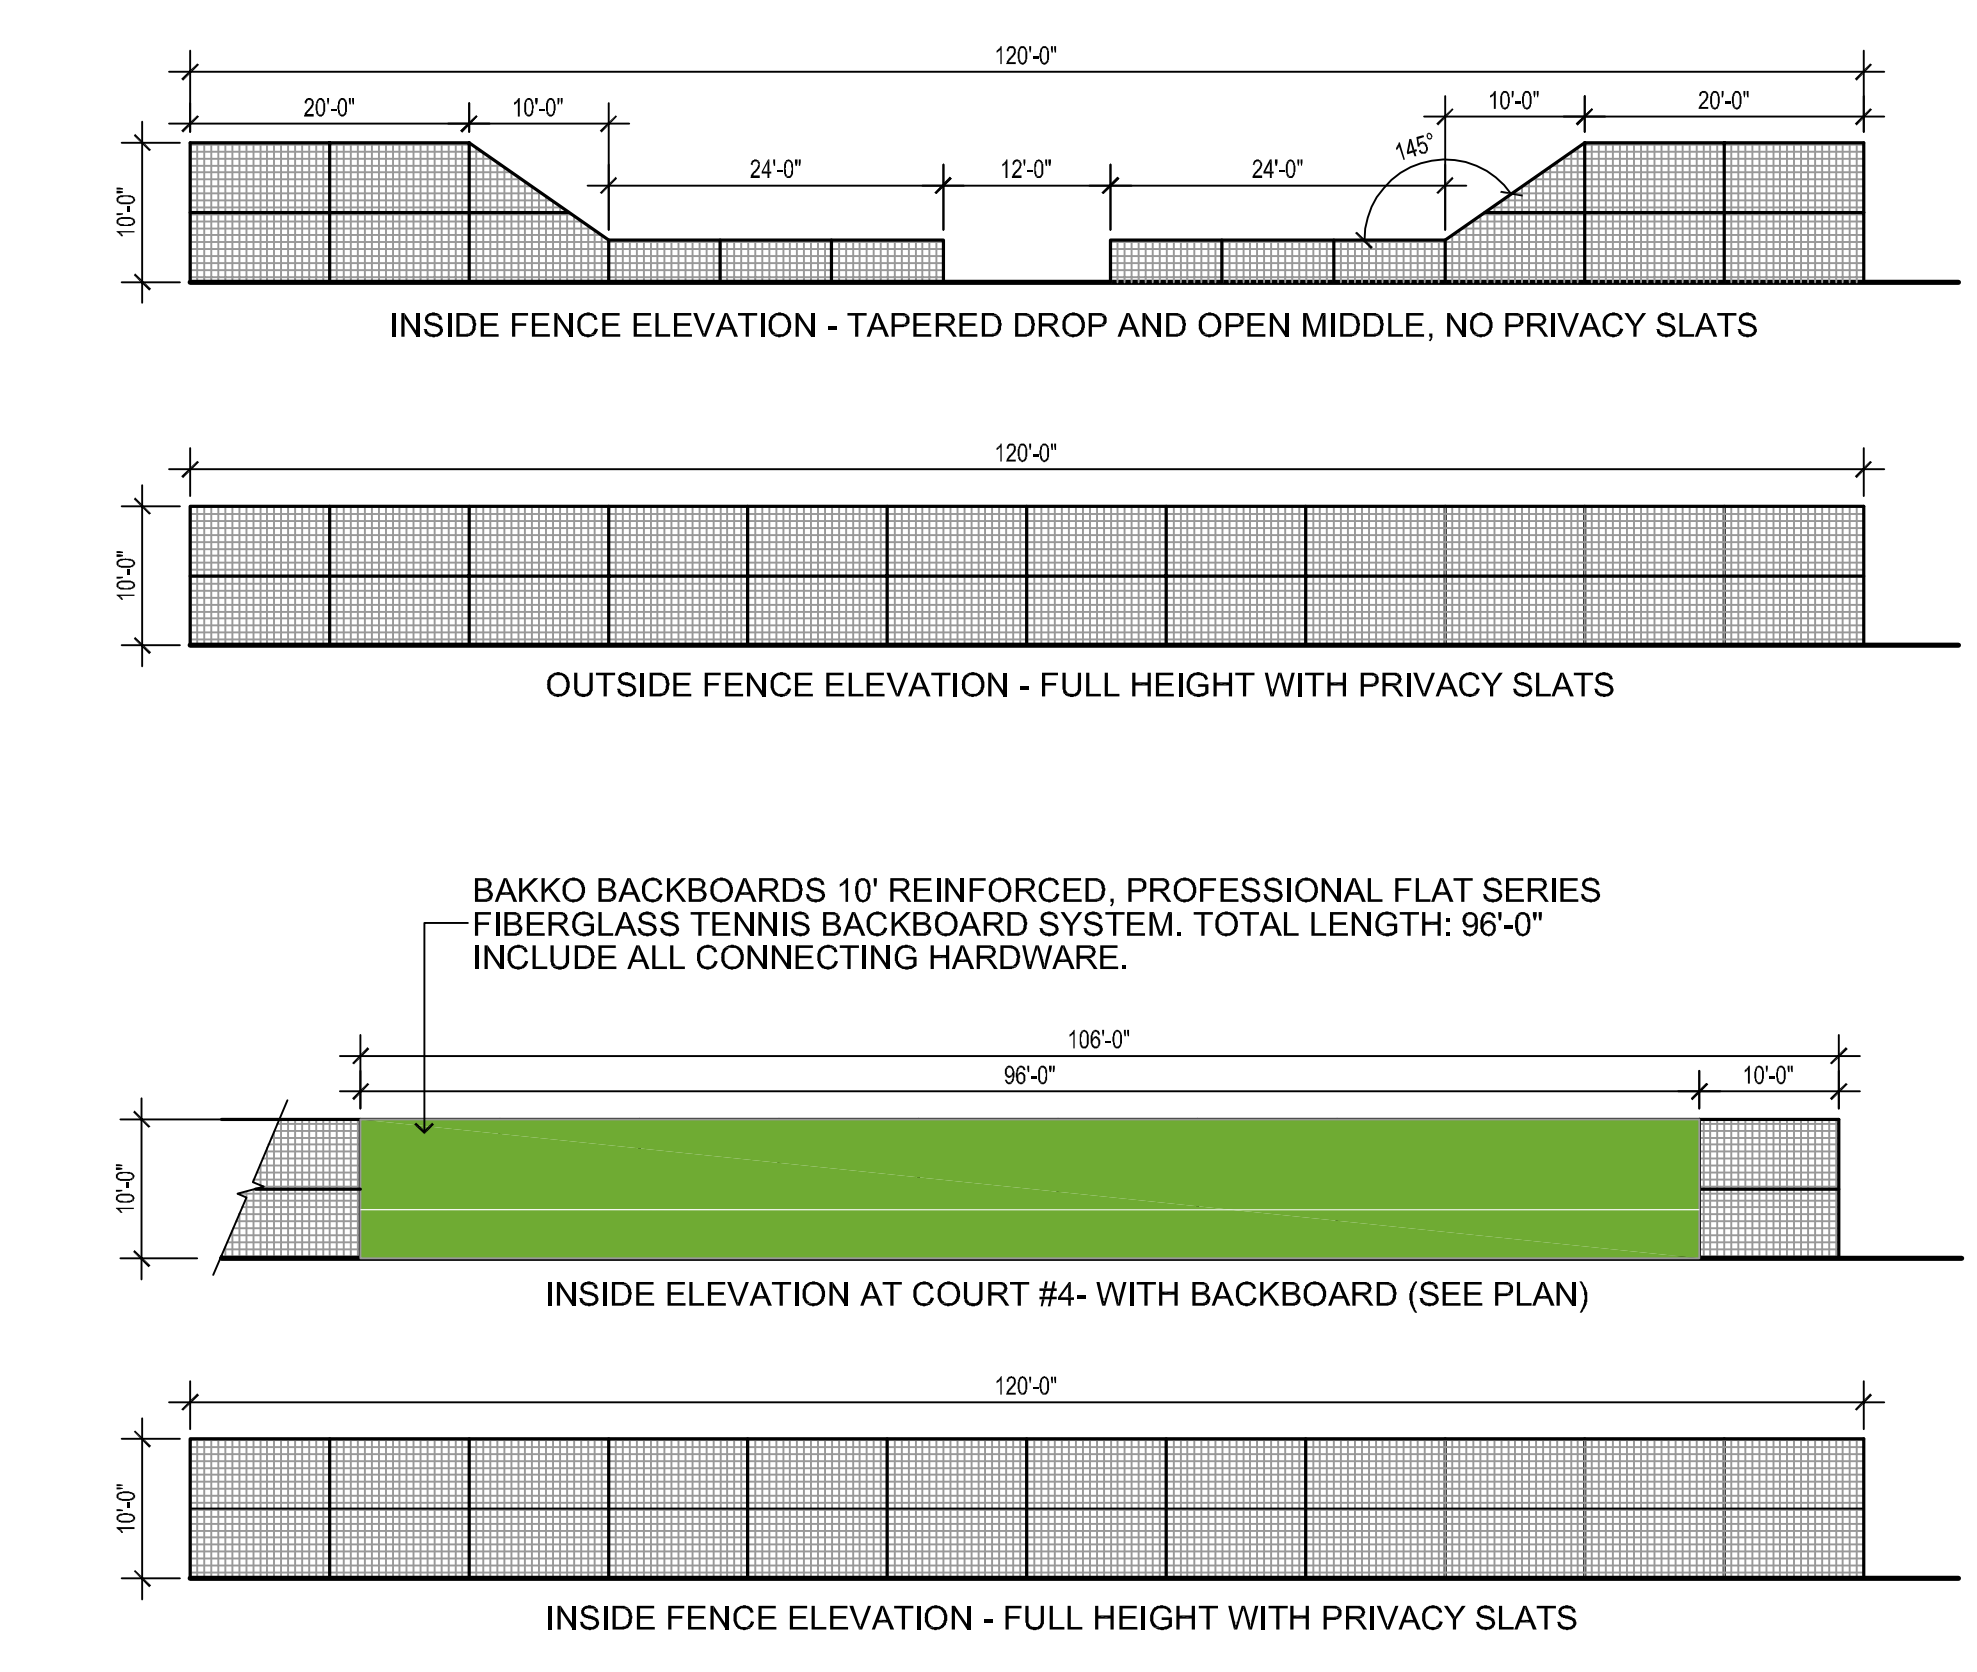 120'-0"
20'-0" 10'-0" 10'-0" 20'-0"
145°
24'-0" 12'-0" 24'-0"
10'-0"
INSIDE FENCE ELEVATION - TAPERED DROP AND OPEN MIDDLE, NO PRIVACY SLATS
120'-0"
10'-0"
OUTSIDE FENCE ELEVATION - FULL HEIGHT WITH PRIVACY SLATS
BAKKO BACKBOARDS 10' REINFORCED, PROFESSIONAL FLAT SERIES
FIBERGLASS TENNIS BACKBOARD SYSTEM. TOTAL LENGTH: 96'-0"
INCLUDE ALL CONNECTING HARDWARE.
106'-0"
96'-0" 10'-0"
10'-0"
INSIDE ELEVATION AT COURT #4- WITH BACKBOARD (SEE PLAN)
120'-0"
10'-0"
INSIDE FENCE ELEVATION - FULL HEIGHT WITH PRIVACY SLATS